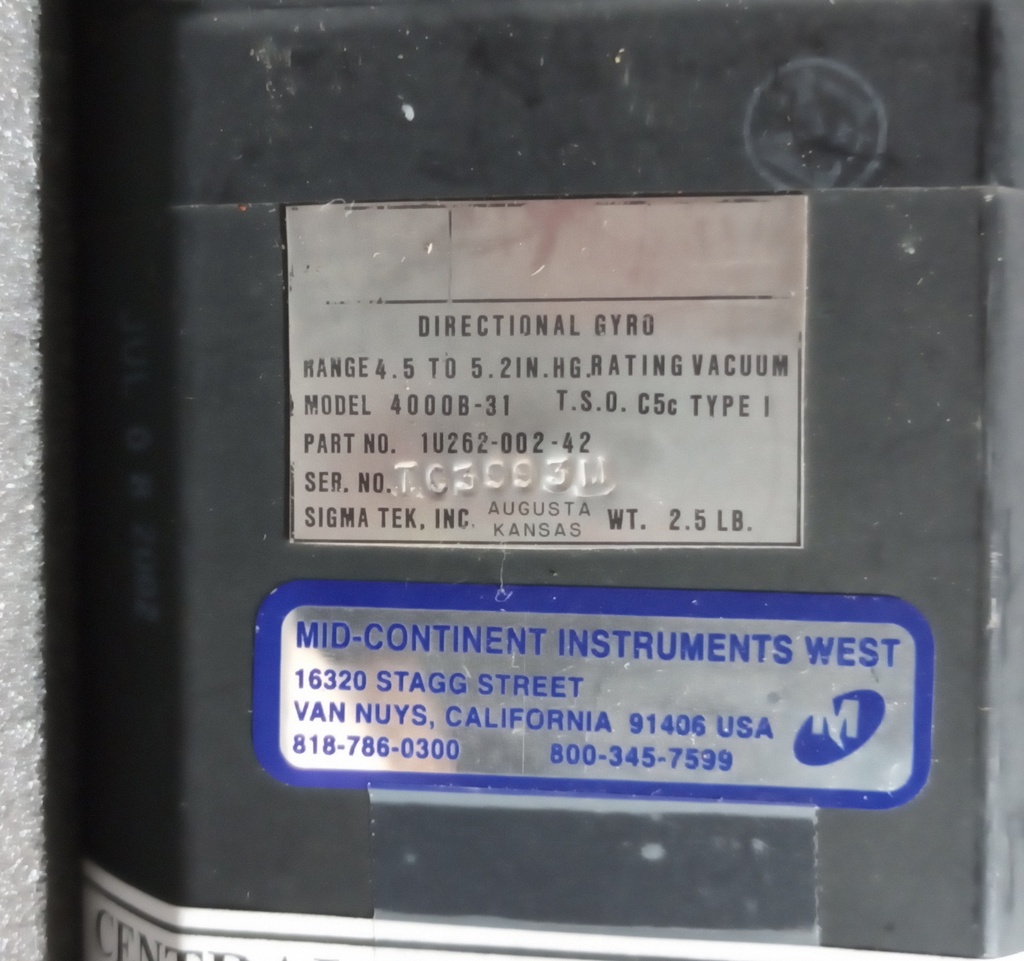 DIRECTIONAL GYRO
RANGE 4.5 TO 5.2IN.HG.RATING VACUUM
MODEL 4000B-31 T.S.O. C5c TYPE I
PART NO. 1U262-002-42
SER. NO.
SIGMA TEK, INC. AUGUSTA KANSAS WT. 2.5 LB.
MID-CONTINENT INSTRUMENTS WEST
16320 STAGG STREET
VAN NUYS, CALIFORNIA 91406 USA
818-786-0300 800-345-7599
M